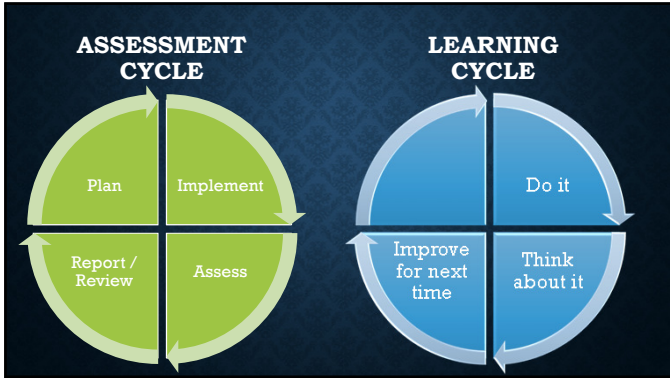 ASSESSMENT
CYCLE
Plan
Implement
Report /
Review
Assess
LEARNING
CYCLE
Do it
Improve
for next
time
Think
about it